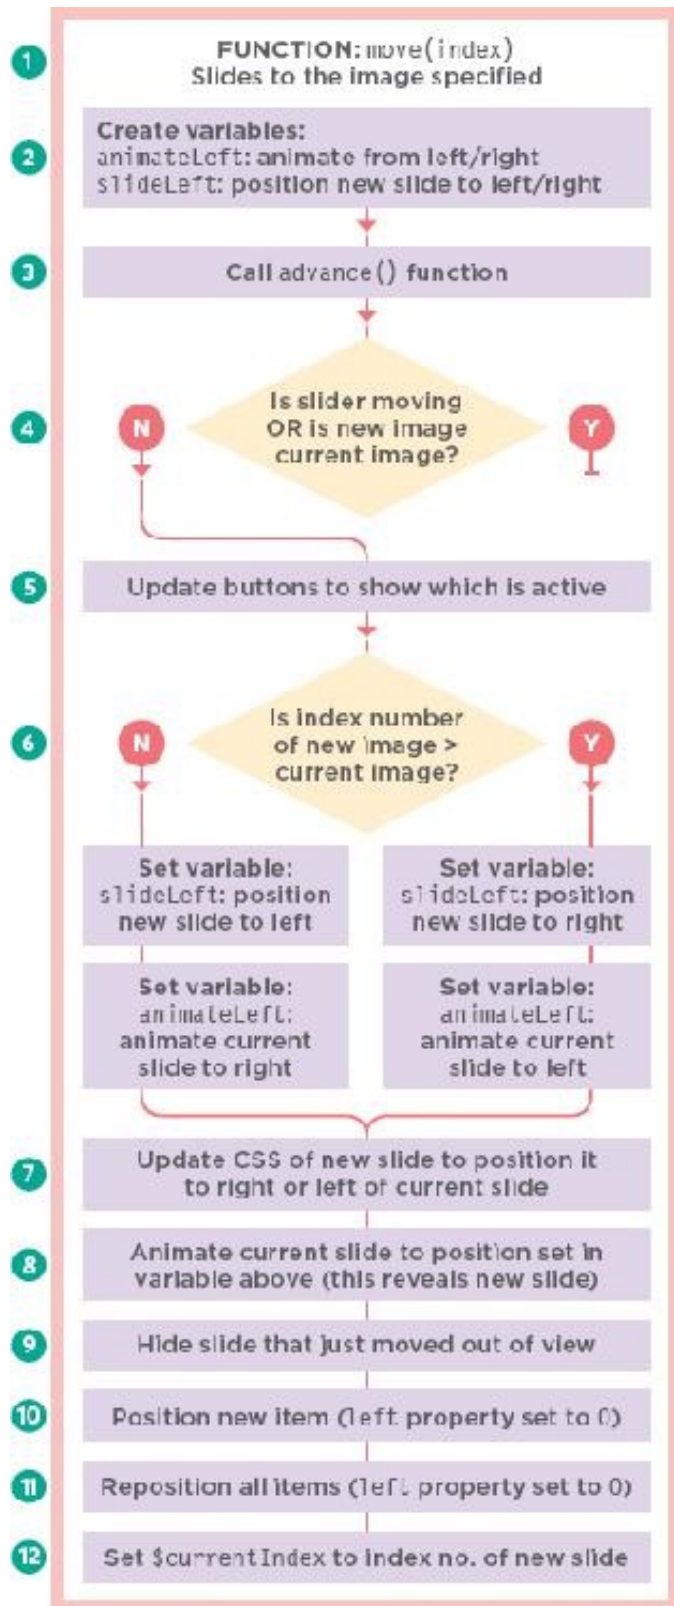 1
FUNCTION: move(index)
Slides to the image specified
2
Create variables:
animateLeft: animate from left/right
slideLeft: position new slide to left/right
3
Call advance() function
4
N
Is slider moving
OR is new image
current image?
Y
5
Update buttons to show which is active
6
N
Is index number
of new image >
current image?
Y
Set variable:
slideLeft: position
new slide to left
Set variable:
slideLeft: position
new slide to right
Set variable:
animateLeft:
animate current
slide to right
Set variable:
animateLeft:
animate current
slide to left
7
Update CSS of new slide to position it
to right or left of current slide
8
Animate current slide to position set in
variable above (this reveals new slide)
9
Hide slide that just moved out of view
10
Position new item (left property set to 0)
11
Reposition all items (left property set to 0)
12
Set $currentIndex to index no. of new slide